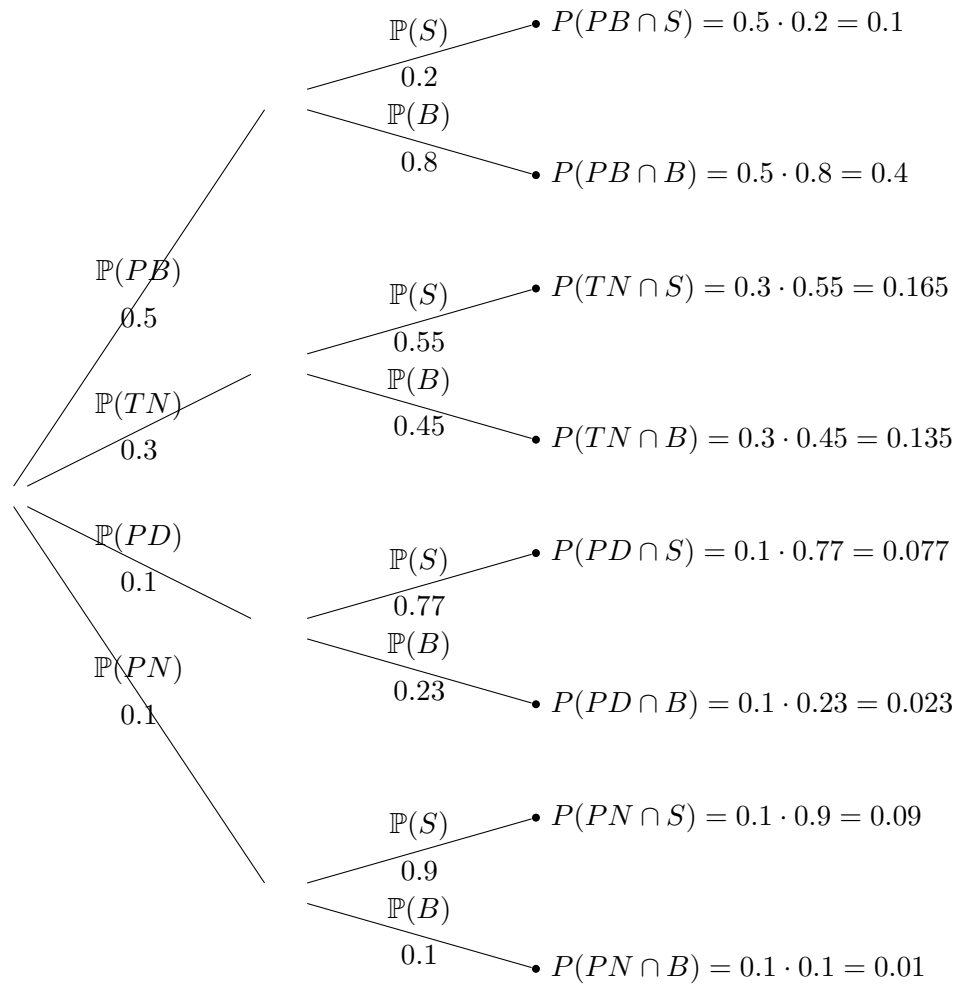 ℙ(S)
0.2
P(PB ∩ S) = 0.5 · 0.2 = 0.1
ℙ(B)
0.8
P(PB ∩ B) = 0.5 · 0.8 = 0.4
ℙ(PB)
0.5
ℙ(S)
0.55
P(TN ∩ S) = 0.3 · 0.55 = 0.165
ℙ(B)
0.45
P(TN ∩ B) = 0.3 · 0.45 = 0.135
ℙ(TN)
0.3
ℙ(PD)
0.1
ℙ(S)
0.77
P(PD ∩ S) = 0.1 · 0.77 = 0.077
ℙ(B)
0.23
P(PD ∩ B) = 0.1 · 0.23 = 0.023
ℙ(PN)
0.1
ℙ(S)
0.9
P(PN ∩ S) = 0.1 · 0.9 = 0.09
ℙ(B)
0.1
P(PN ∩ B) = 0.1 · 0.1 = 0.01